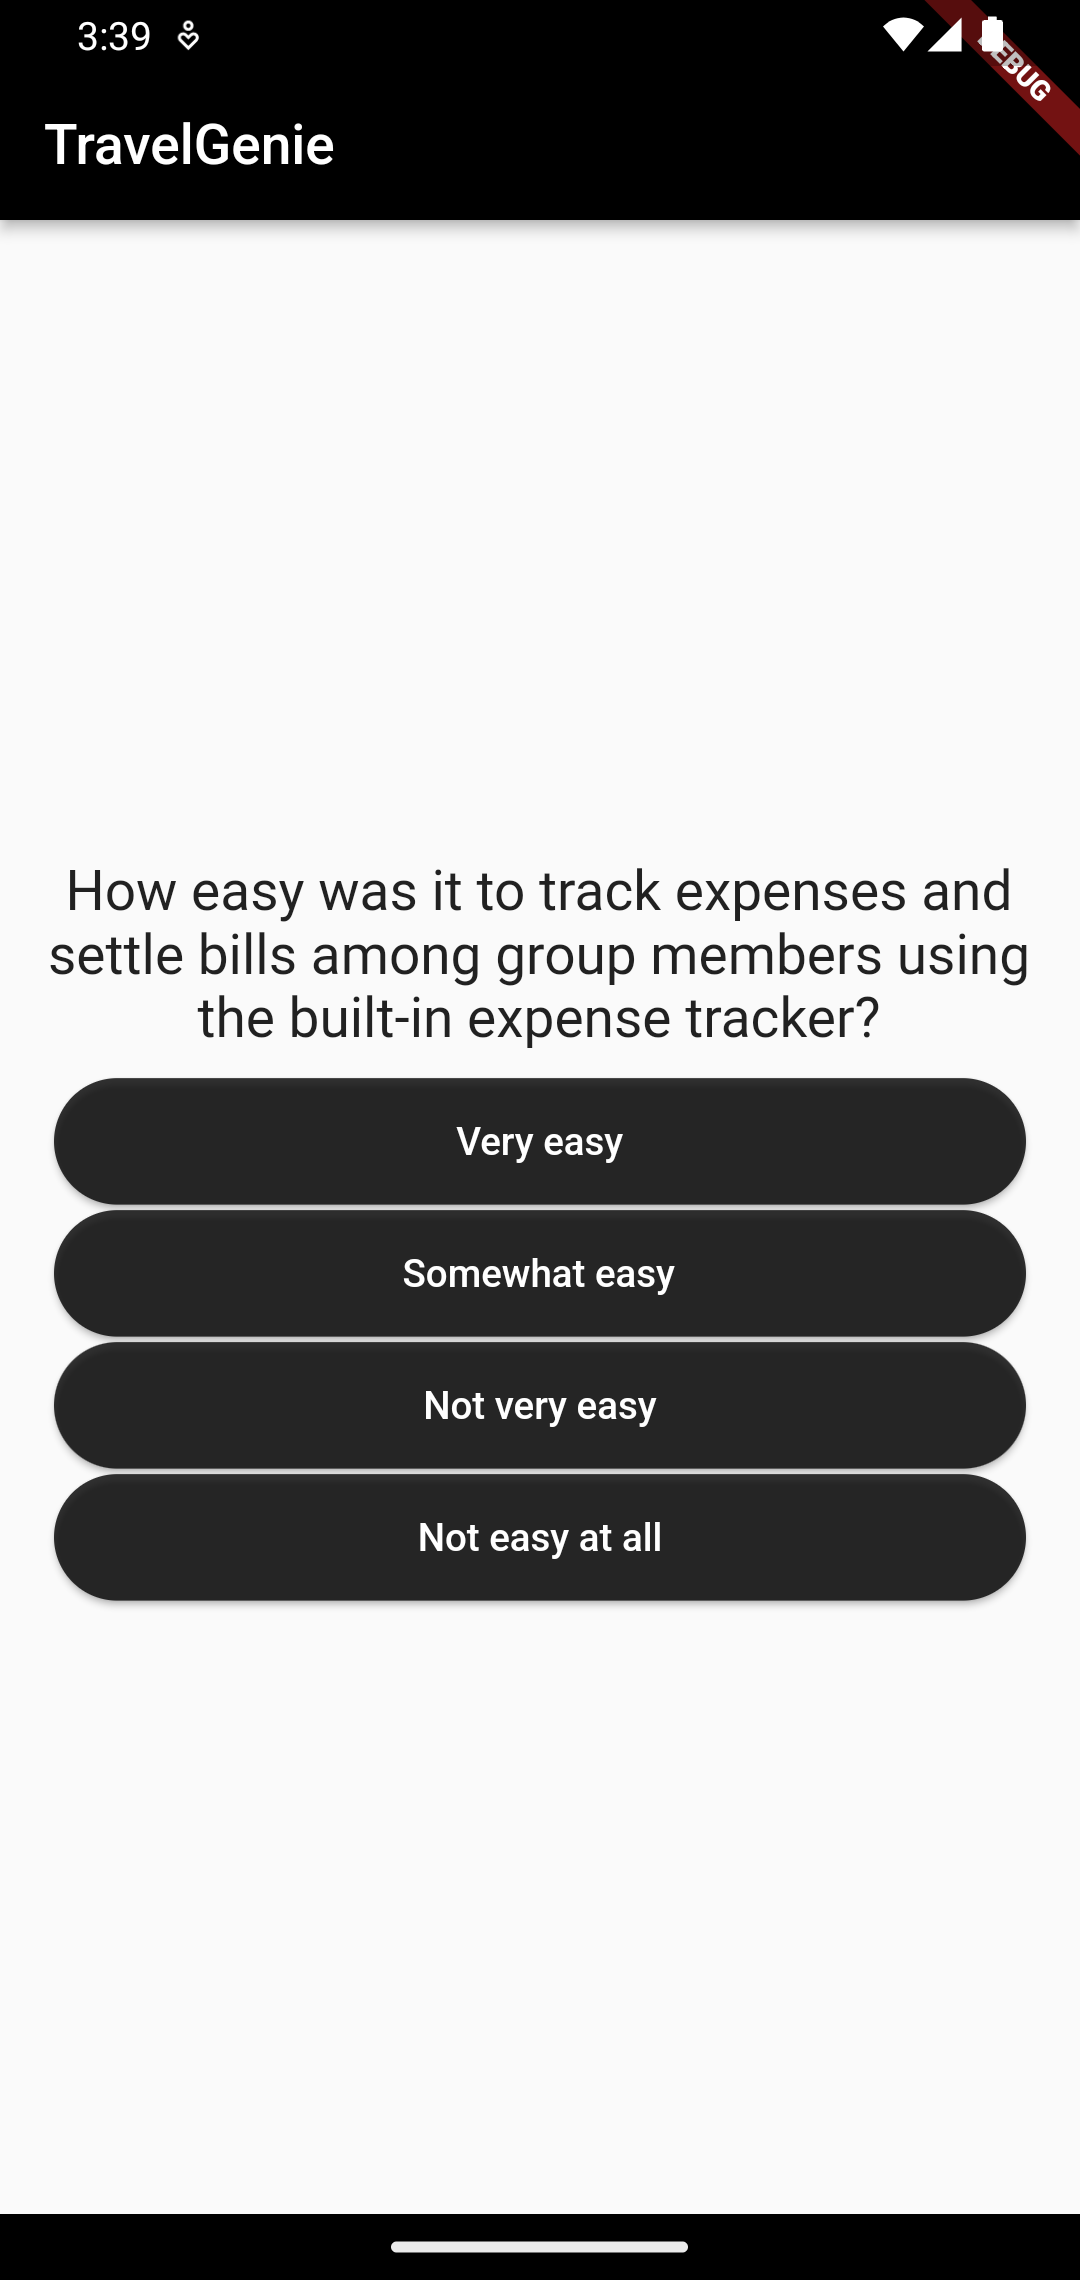 3:39
DEBUG
TravelGenie
How easy was it to track expenses and
settle bills among group members using
the built-in expense tracker?
Very easy
Somewhat easy
Not very easy
Not easy at all